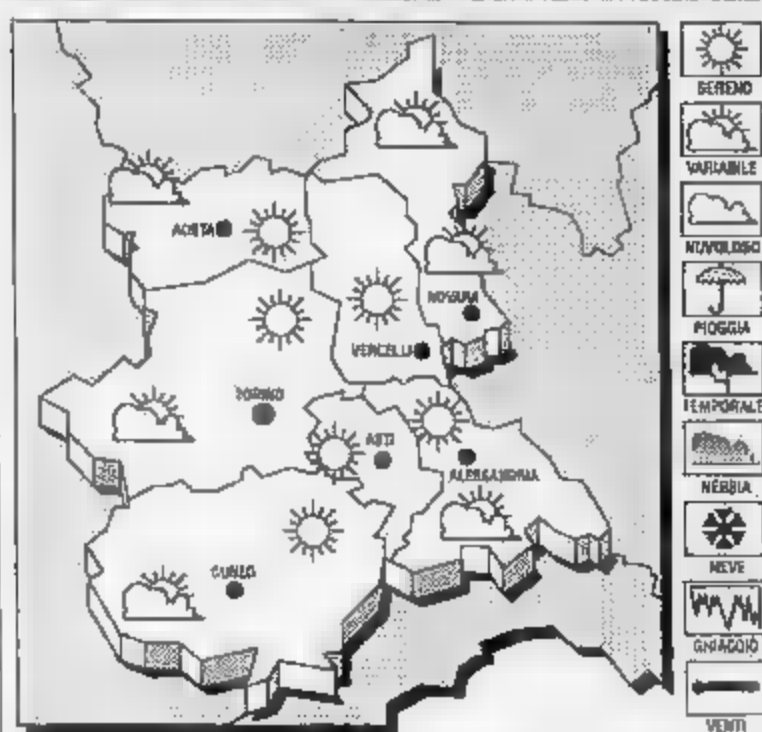 AOSTA
NOVARA
VERCELLI
TORINO
ASTI
ALESSANDRIA
CUNEO
SERENO
VARIABILE
NUVOLOSO
PIOGGIA
TEMPORALE
NEBBIA
NEVE
GHIACCIO
VENTI